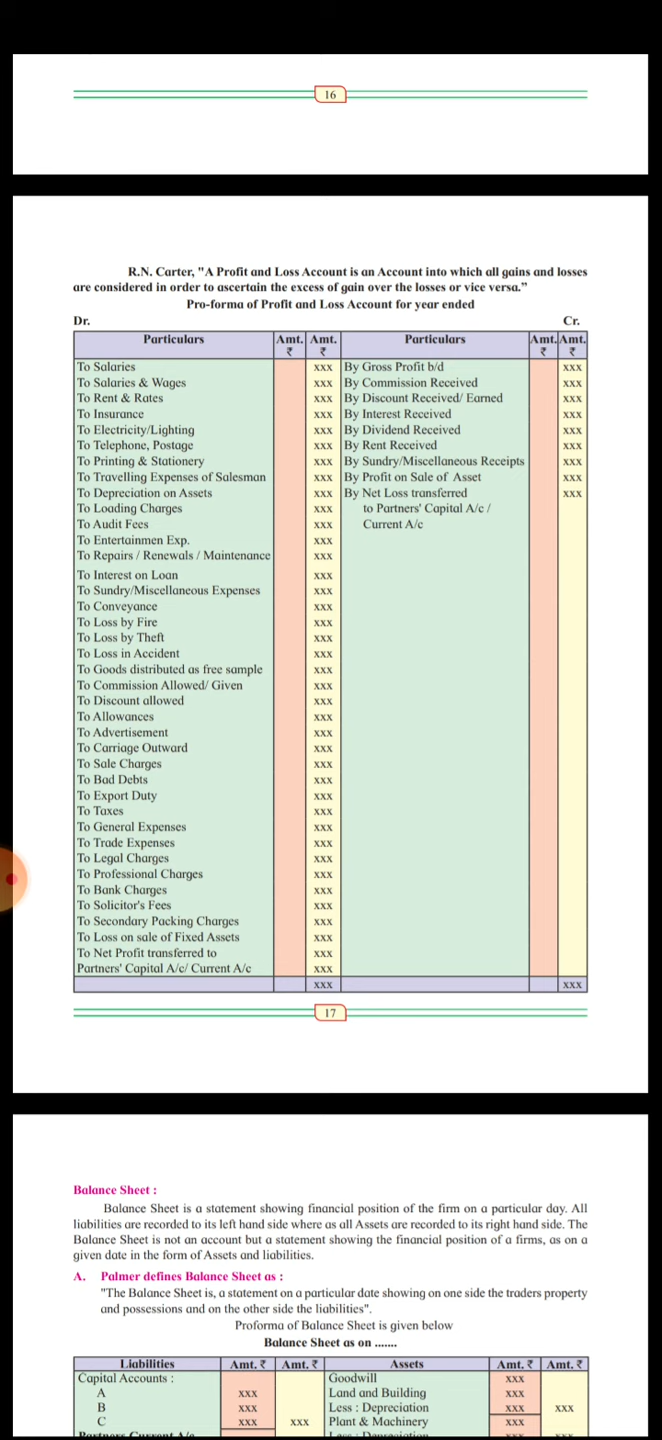 16
R.N. Carter, "A Profit and Loss Account is an Account into which all gains and losses
are considered in order to ascertain the excess of gain over the losses or vice versa.”
Pro-forma of Profit and Loss Account for year ended
Dr. Cr.
Particulars Amt. Amt. Particulars Amt. Amt.
₹ ₹ ₹ ₹
To Salaries xxx By Gross Profit b/d xxx
To Salaries & Wages xxx By Commission Received xxx
To Rent & Rates xxx By Discount Received/ Earned xxx
To Insurance xxx By Interest Received xxx
To Electricity/Lighting xxx By Dividend Received xxx
To Telephone, Postage xxx By Rent Received xxx
To Printing & Stationery xxx By Sundry/Miscellaneous Receipts xxx
To Travelling Expenses of Salesman xxx By Profit on Sale of Asset xxx
To Depreciation on Assets xxx By Net Loss transferred xxx
To Loading Charges xxx to Partners' Capital A/c /
To Audit Fees xxx Current A/c
To Entertainmen Exp. xxx
To Repairs / Renewals / Maintenance xxx
To Interest on Loan xxx
To Sundry/Miscellaneous Expenses xxx
To Conveyance xxx
To Loss by Fire xxx
To Loss by Theft xxx
To Loss in Accident xxx
To Goods distributed as free sample xxx
To Commission Allowed/ Given xxx
To Discount allowed xxx
To Allowances xxx
To Advertisement xxx
To Carriage Outward xxx
To Sale Charges xxx
To Bad Debts xxx
To Export Duty xxx
To Taxes xxx
To General Expenses xxx
To Trade Expenses xxx
To Legal Charges xxx
To Professional Charges xxx
To Bank Charges xxx
To Solicitor's Fees xxx
To Secondary Packing Charges xxx
To Loss on sale of Fixed Assets xxx
To Net Profit transferred to xxx
Partners' Capital A/c/ Current A/c xxx
xxx xxx
17
Balance Sheet :
Balance Sheet is a statement showing financial position of the firm on a particular day. All
liabilities are recorded to its left hand side where as all Assets are recorded to its right hand side. The
Balance Sheet is not an account but a statement showing the financial position of a firms, as on a
given date in the form of Assets and liabilities.
A. Palmer defines Balance Sheet as :
"The Balance Sheet is, a statement on a particular date showing on one side the traders property
and possessions and on the other side the liabilities".
Proforma of Balance Sheet is given below
Balance Sheet as on .......
Liabilities Amt. ₹ Amt. ₹ Assets Amt. ₹ Amt. ₹
Capital Accounts : Goodwill xxx
A xxx Land and Building xxx
B xxx Less : Depreciation xxx xxx
C xxx xxx Plant & Machinery xxx